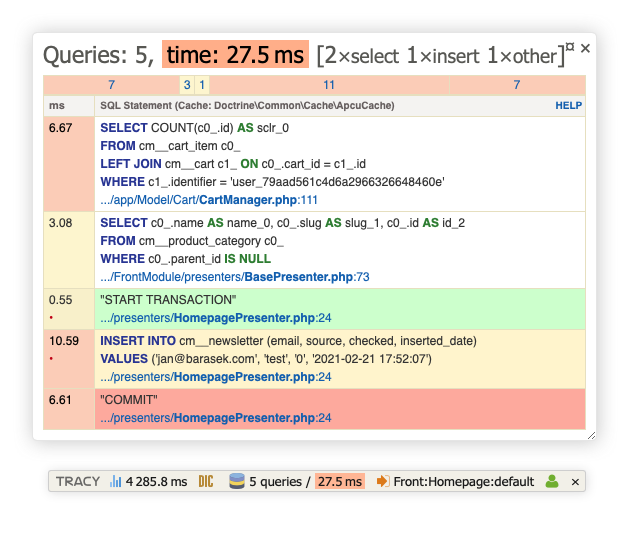 Queries: 5, time: 27.5 ms [2×select 1×insert 1×other]¤ ×
7 3 1 11 7
ms SQL Statement (Cache: Doctrine\Common\Cache\ApcuCache) HELP
6.67 SELECT COUNT(c0_.id) AS sclr_0
FROM cm__cart_item c0_
LEFT JOIN cm__cart c1_ ON c0_.cart_id = c1_.id
WHERE c1_.identifier = 'user_79aad561c4d6a2966326648460e'
.../app/Model/Cart/CartManager.php:111
3.08 SELECT c0_.name AS name_0, c0_.slug AS slug_1, c0_.id AS id_2
FROM cm__product_category c0_
WHERE c0_.parent_id IS NULL
.../FrontModule/presenters/BasePresenter.php:73
0.55 "START TRANSACTION"
• .../presenters/HomepagePresenter.php:24
10.59 INSERT INTO cm__newsletter (email, source, checked, inserted_date)
• VALUES ('jan@barasek.com', 'test', '0', '2021-02-21 17:52:07')
.../presenters/HomepagePresenter.php:24
6.61 "COMMIT"
.../presenters/HomepagePresenter.php:24
TRACY 4 285.8 ms DIC 5 queries / 27.5 ms Front:Homepage:default ×